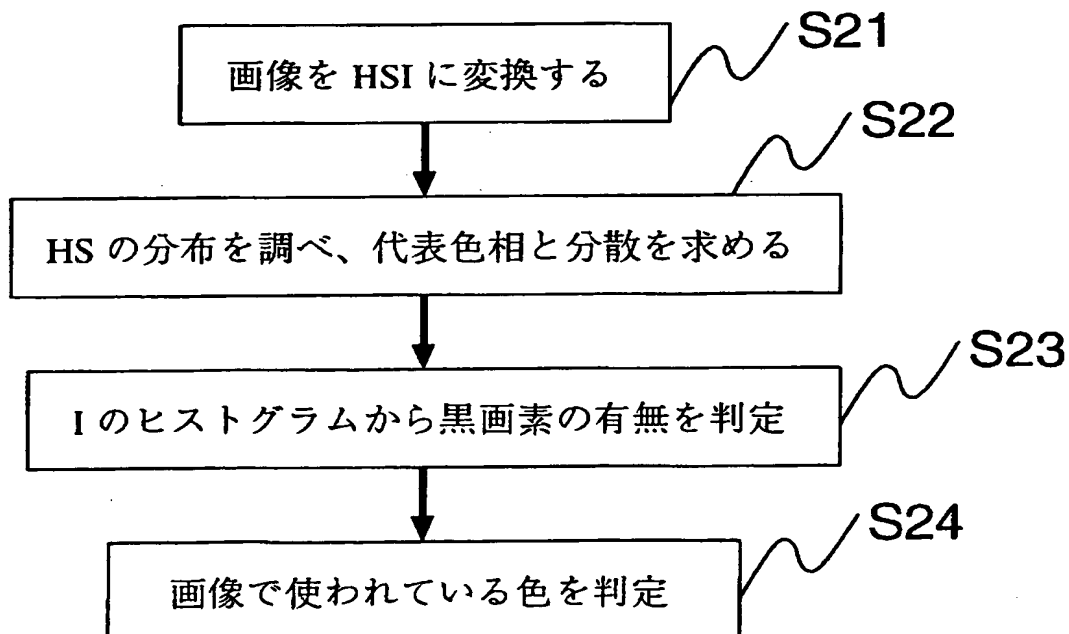 S21
画像を HSI に変換する
S22
HS の分布を調べ、代表色相と分散を求める
S23
I のヒストグラムから黒画素の有無を判定
S24
画像で使われている色を判定